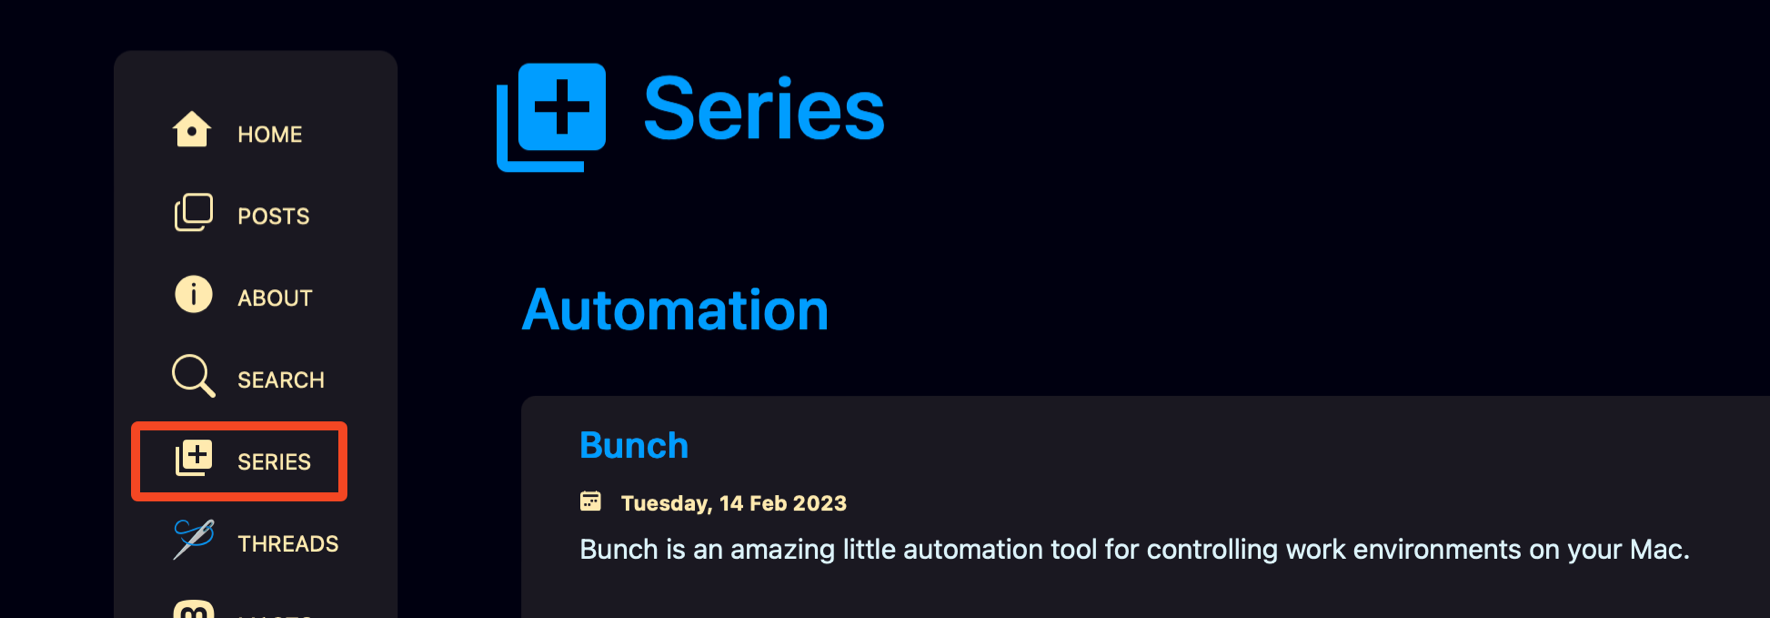 HOME
POSTS
ABOUT
SEARCH
SERIES
THREADS
Series
Automation
Bunch
Tuesday, 14 Feb 2023
Bunch is an amazing little automation tool for controlling work environments on your Mac.